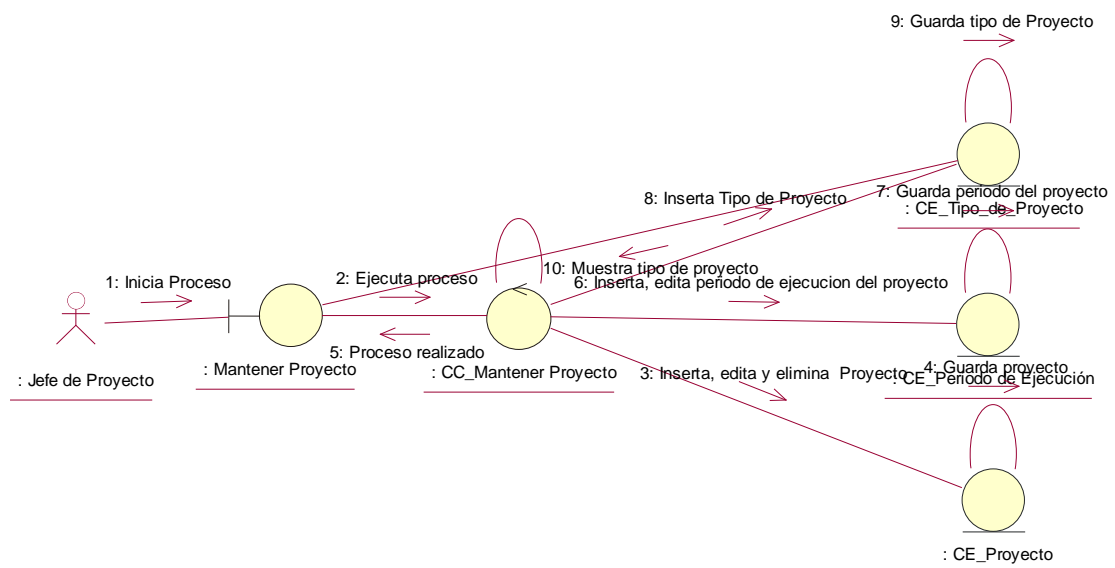 9: Guarda tipo de Proyecto
7: Guarda periodo del proyecto
8: Inserta Tipo de Proyecto
: CE_Tipo_de_Proyecto
10: Muestra tipo de proyecto
1: Inicia Proceso
2: Ejecuta proceso
6: Inserta, edita periodo de ejecucion del proyecto
5: Proceso realizado
4: Guarda proyecto
: Mantener Proyecto
: CC_Mantener Proyecto
3: Inserta, edita y elimina Proyecto
: CE_Periodo de Ejecución
: Jefe de Proyecto
: CE_Proyecto